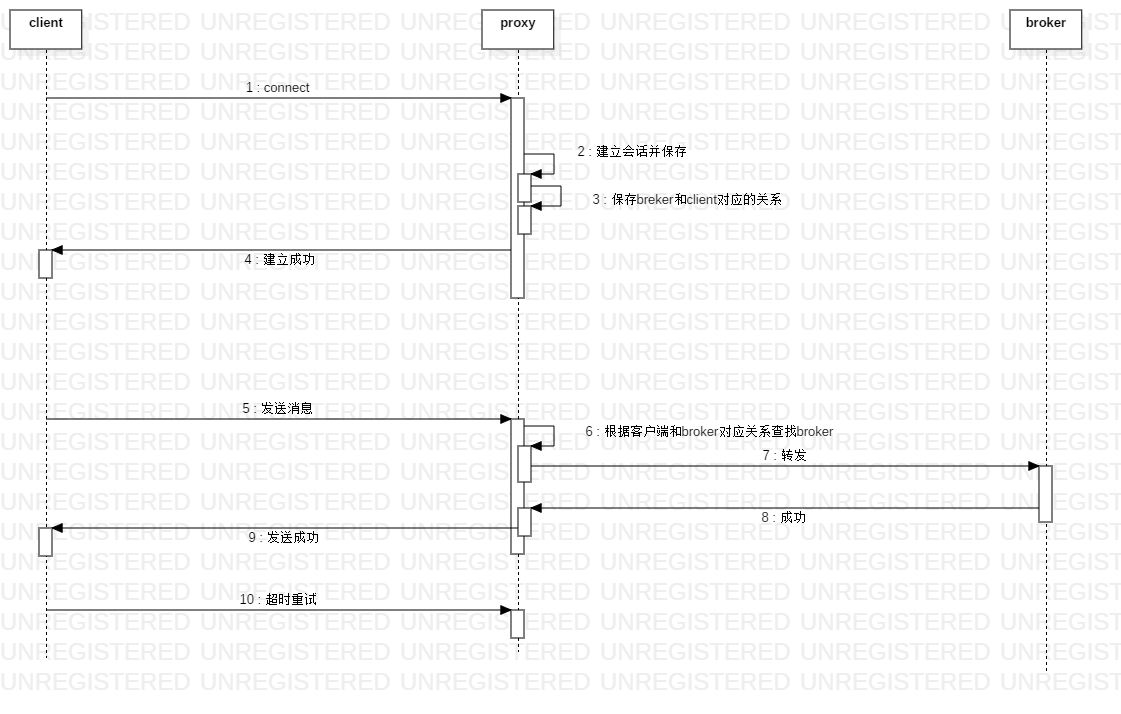 client
proxy
broker
1 : connect
2 : 建立会话并保存
3 : 保存breker和client对应的关系
4 : 建立成功
5 : 发送消息
6 : 根据客户端和broker对应关系查找broker
7 : 转发
8 : 成功
9 : 发送成功
10 : 超时重试
UNREGISTERED UNREGISTERED UNREGISTERED UNREGISTERED UNREGISTERED UNREGIST